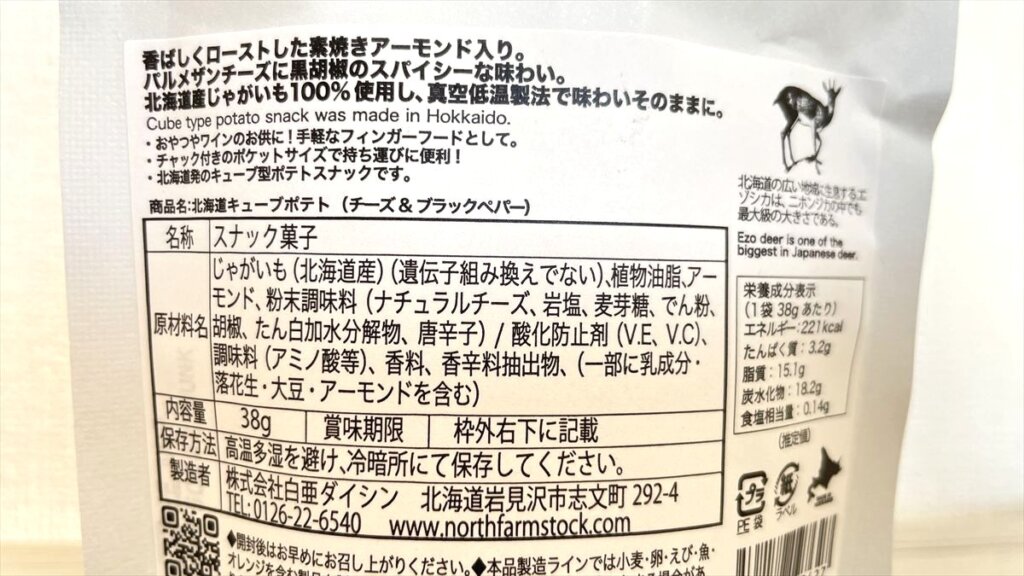 香ばしくローストした素焼きアーモンド入り。
パルメザンチーズに黒胡椒のスパイシーな味わい。
北海道産じゃがいも100%使用し、真空低温製法で味わいそのままに。
Cube type potato snack was made in Hokkaido.
・おやつやワインのお供に！手軽なフィンガーフードとして。
・チャック付きのポケットサイズで持ち運びに便利！
・北海道発のキューブ型ポテトスナックです。
商品名:北海道キューブポテト（チーズ&ブラックペパー）
名称 スナック菓子
原材料名
じゃがいも（北海道産）（遺伝子組み換えでない）、植物油脂、アー
モンド、粉末調味料（ナチュラルチーズ、岩塩、麦芽糖、でん粉、
胡椒、たん白加水分解物、唐辛子）/ 酸化防止剤（V.E、V.C）、
調味料（アミノ酸等）、香料、香辛料抽出物、（一部に乳成分・
落花生・大豆・アーモンドを含む）
内容量 38g 賞味期限 枠外右下に記載
保存方法 高温多湿を避け、冷暗所にて保存してください。
製造者 株式会社白亜ダイシン 北海道岩見沢市志文町 292-4
TEL:0126-22-6540 www.northfarmstock.com
◆開封後はお早めにお召し上がりください。◆本品製造ラインでは小麦・卵・えび・魚・
北海道の広い地域に生息するエ
ゾシカは、ニホンジカの中でも
最大級の大きさである。
Ezo deer is one of the
biggest in Japanese deer.
栄養成分表示
（1袋 38gあたり）
エネルギー:221kcal
たんぱく質：3.2g
脂質：15.1g
炭水化物：18.2g
食塩相当量：0.14g
（推定値）
プラ
PE 袋
紙
ラベル